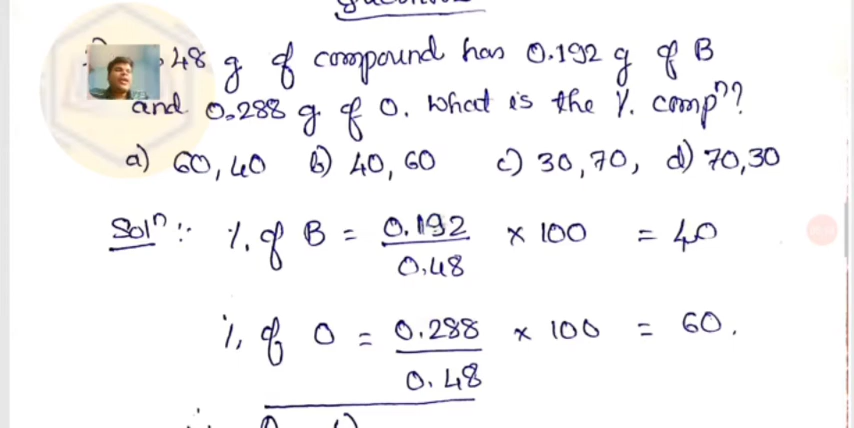 .48 g of compound has 0.192 g of B
and 0.288 g of O. What is the %. compⁿ?
a) 60, 40 b) 40, 60 c) 30, 70, d) 70, 30
Solⁿ:- %. of B = 0.192 / 0.48 × 100 = 40
%. of O = 0.288 / 0.48 × 100 = 60.